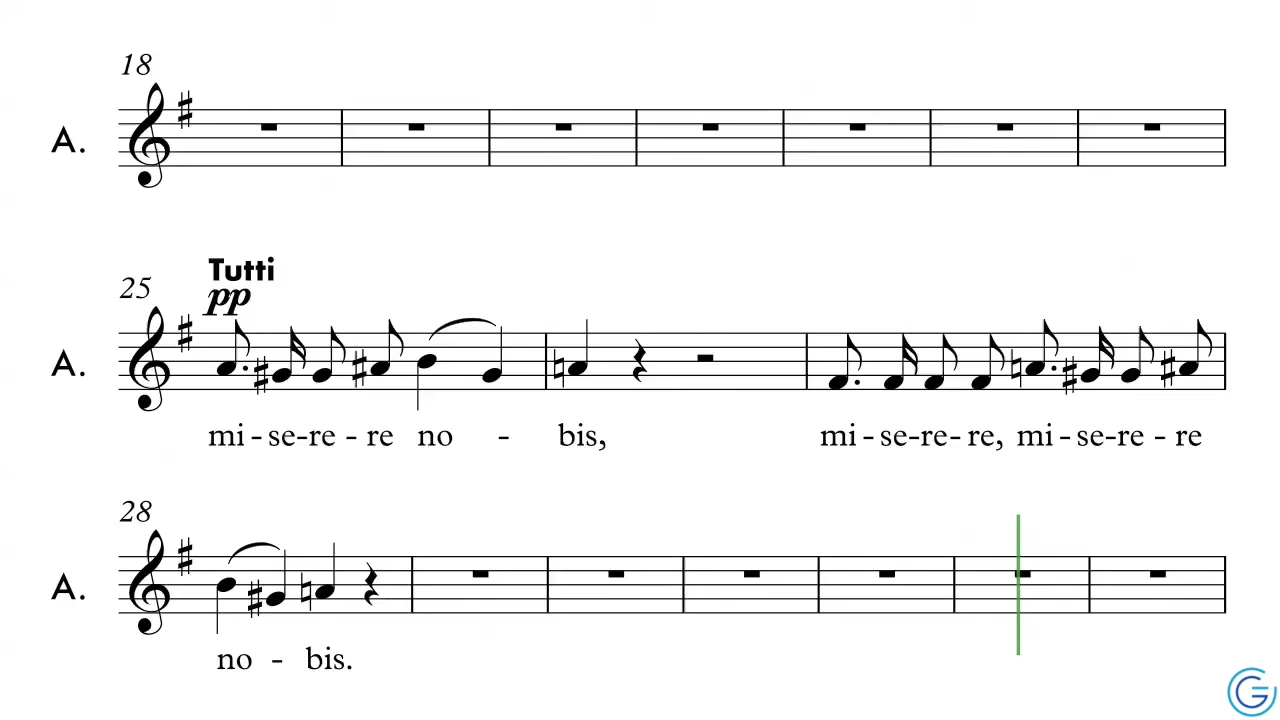 18
A.
Tutti
25
pp
A.
mi - se-re - re no - bis, mi - se-re- re, mi - se-re - re
28
A.
no - bis.